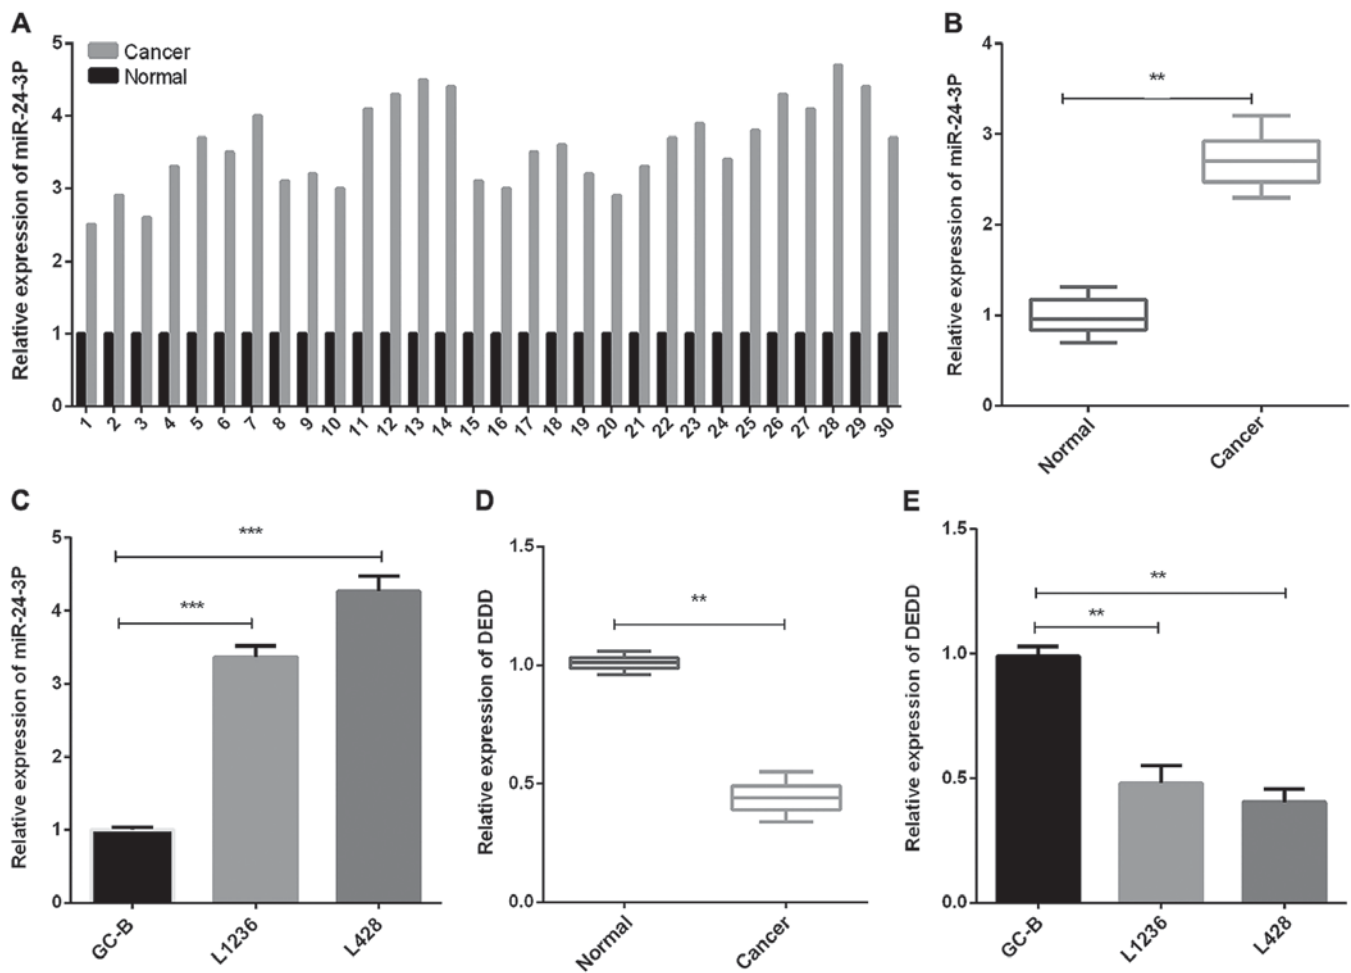 A
Relative expression of miR-24-3P
5
4
3
2
1
0
Cancer
Normal
1 2 3 4 5 6 7 8 9 10 11 12 13 14 15 16 17 18 19 20 21 22 23 24 25 26 27 28 29 30
B
Relative expression of miR-24-3P
4
3
2
1
0
**
Normal Cancer
C
Relative expression of miR-24-3P
5
4
3
2
1
0
***
***
GC-B L1236 L428
D
Relative expression of DEDD
1.5
1.0
0.5
0.0
**
Normal Cancer
E
Relative expression of DEDD
1.5
1.0
0.5
0.0
**
**
GC-B L1236 L428